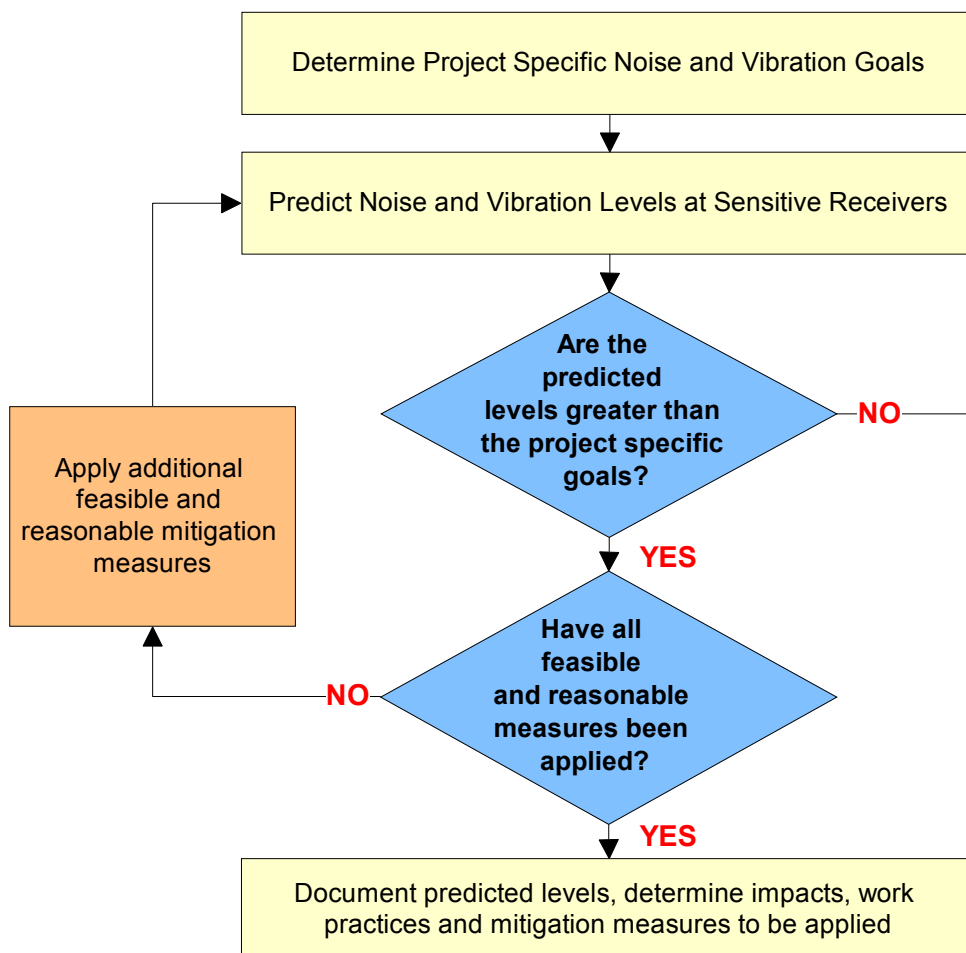 Determine Project Specific Noise and Vibration Goals
Predict Noise and Vibration Levels at Sensitive Receivers
Are the
predicted
levels greater than
the project specific
goals?
NO
YES
Apply additional
feasible and
reasonable mitigation
measures
Have all
feasible
and reasonable
measures been
applied?
NO
YES
Document predicted levels, determine impacts, work
practices and mitigation measures to be applied